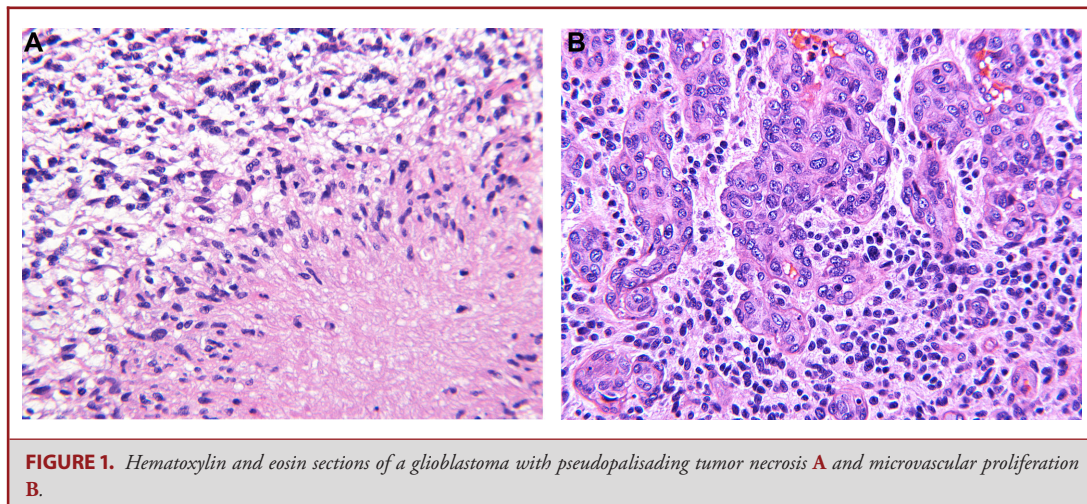 A
B
FIGURE 1. Hematoxylin and eosin sections of a glioblastoma with pseudopalisading tumor necrosis A and microvascular proliferation
B.